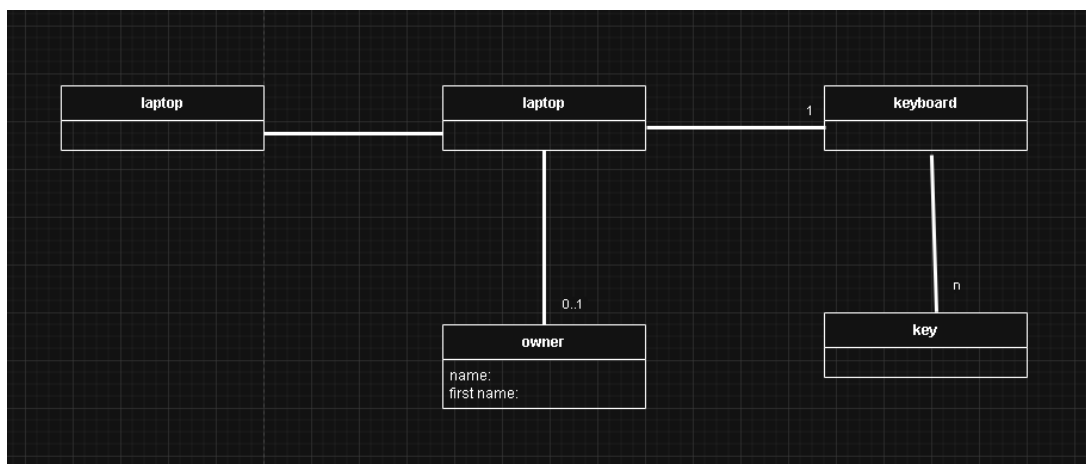 laptop
laptop
keyboard
1
n
0..1
owner
key
name:
first name: